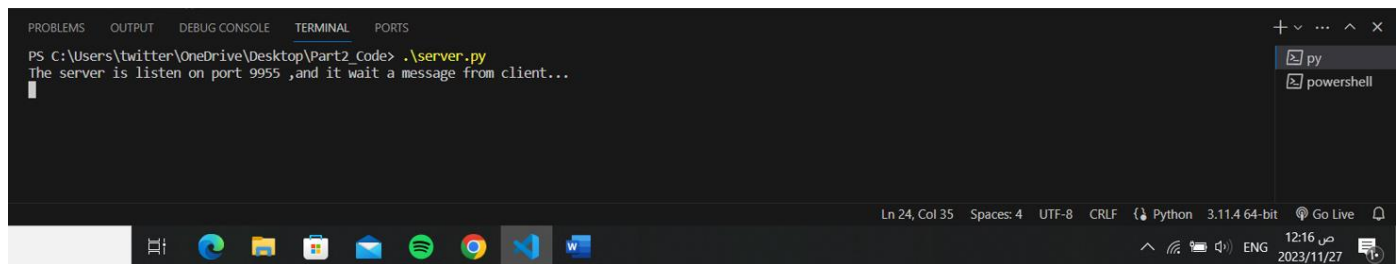 PROBLEMS OUTPUT DEBUG CONSOLE TERMINAL PORTS
PS C:\Users\twitter\OneDrive\Desktop\Part2_Code> .\server.py
The server is listen on port 9955 ,and it wait a message from client...
py
powershell
Ln 24, Col 35 Spaces: 4 UTF-8 CRLF Python 3.11.4 64-bit Go Live
ENG
12:16 ص
2023/11/27